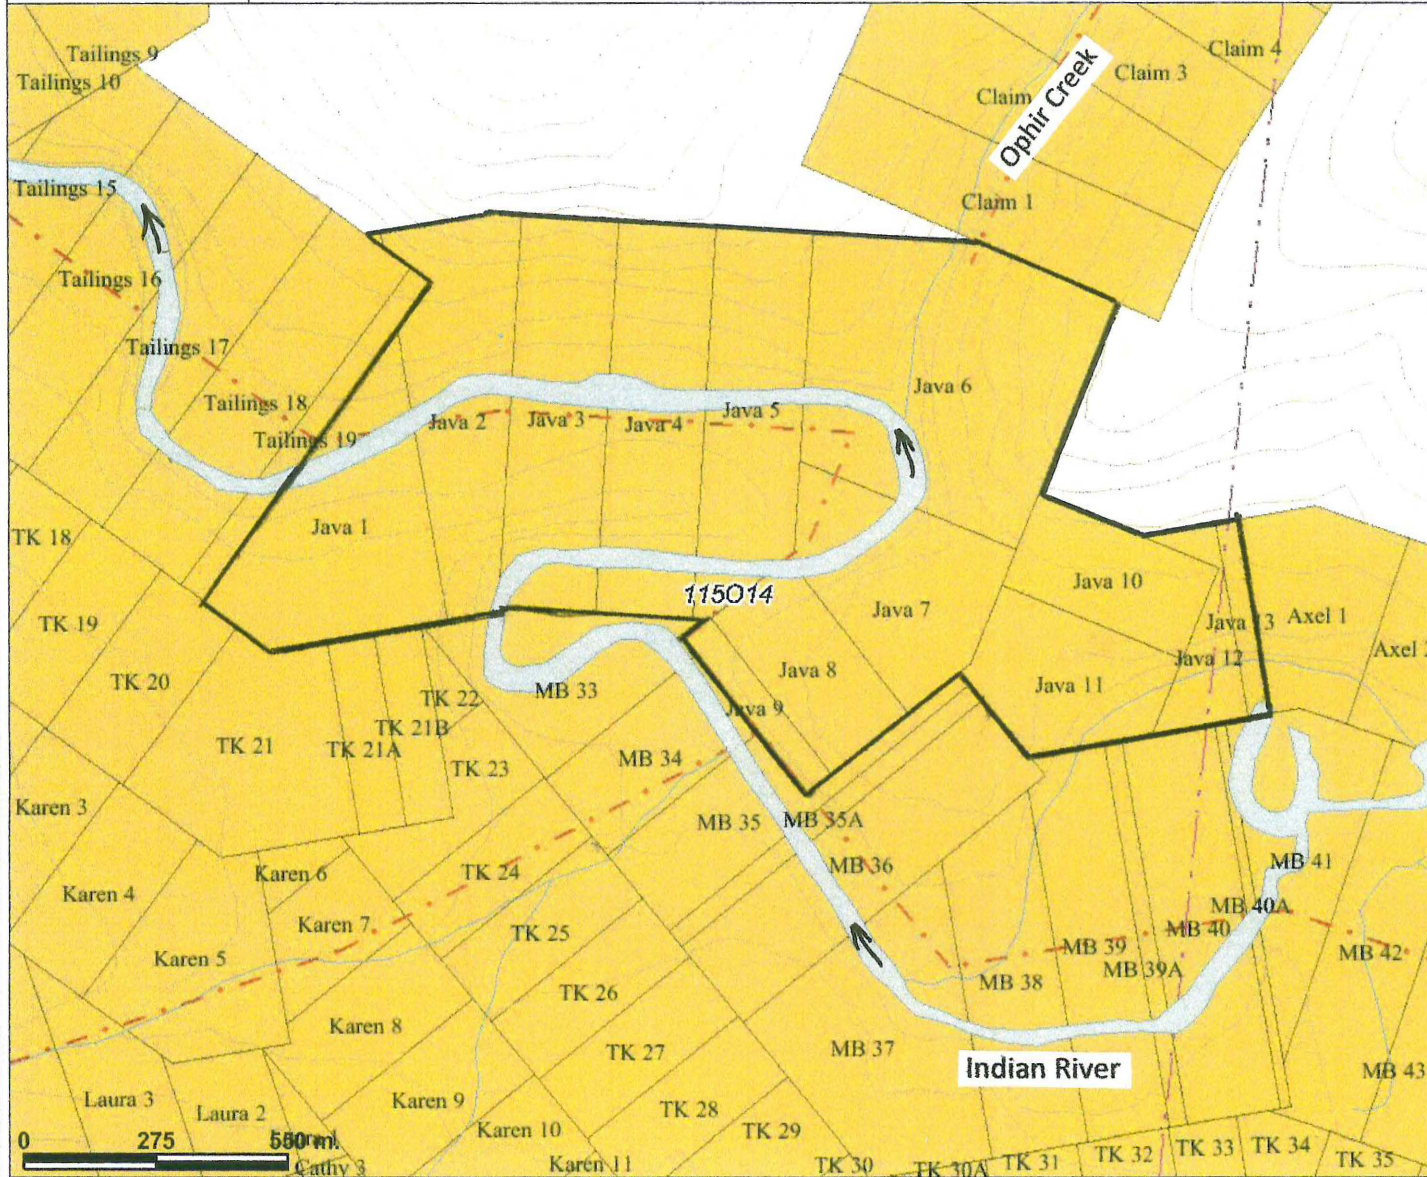 Tailings 9
Tailings 10
Claim 4
Claim 3
Claim
Ophir Creek
Claim 1
Tailings 15
Tailings 16
Tailings 17
Tailings 18
Tailings 19
Java 6
Java 5
Java 4
Java 3
Java 2
Java 1
TK 18
115O14
Java 10
Java 7
Java 13
Axel 1
TK 19
Java 12
Axel
TK 20
Java 8
Java 11
MB 33
TK 22
Java 9
TK 21B
TK 21
TK 21A
TK 23
MB 34
Karen 3
MB 35
MB 35A
MB 36
MB 41
Karen 6
TK 24
Karen 4
MB 40A
Karen 7
TK 25
MB 40
MB 39
MB 42
Karen 5
MB 39A
MB 38
TK 26
Karen 8
TK 27
MB 37
Indian River
MB 43
Laura 3
Laura 2
Karen 9
TK 28
Karen 10
TK 29
0 275 550 m.
Cathy 3
Karen 11
TK 30
TK 30A
TK 31
TK 32
TK 33
TK 34
TK 35